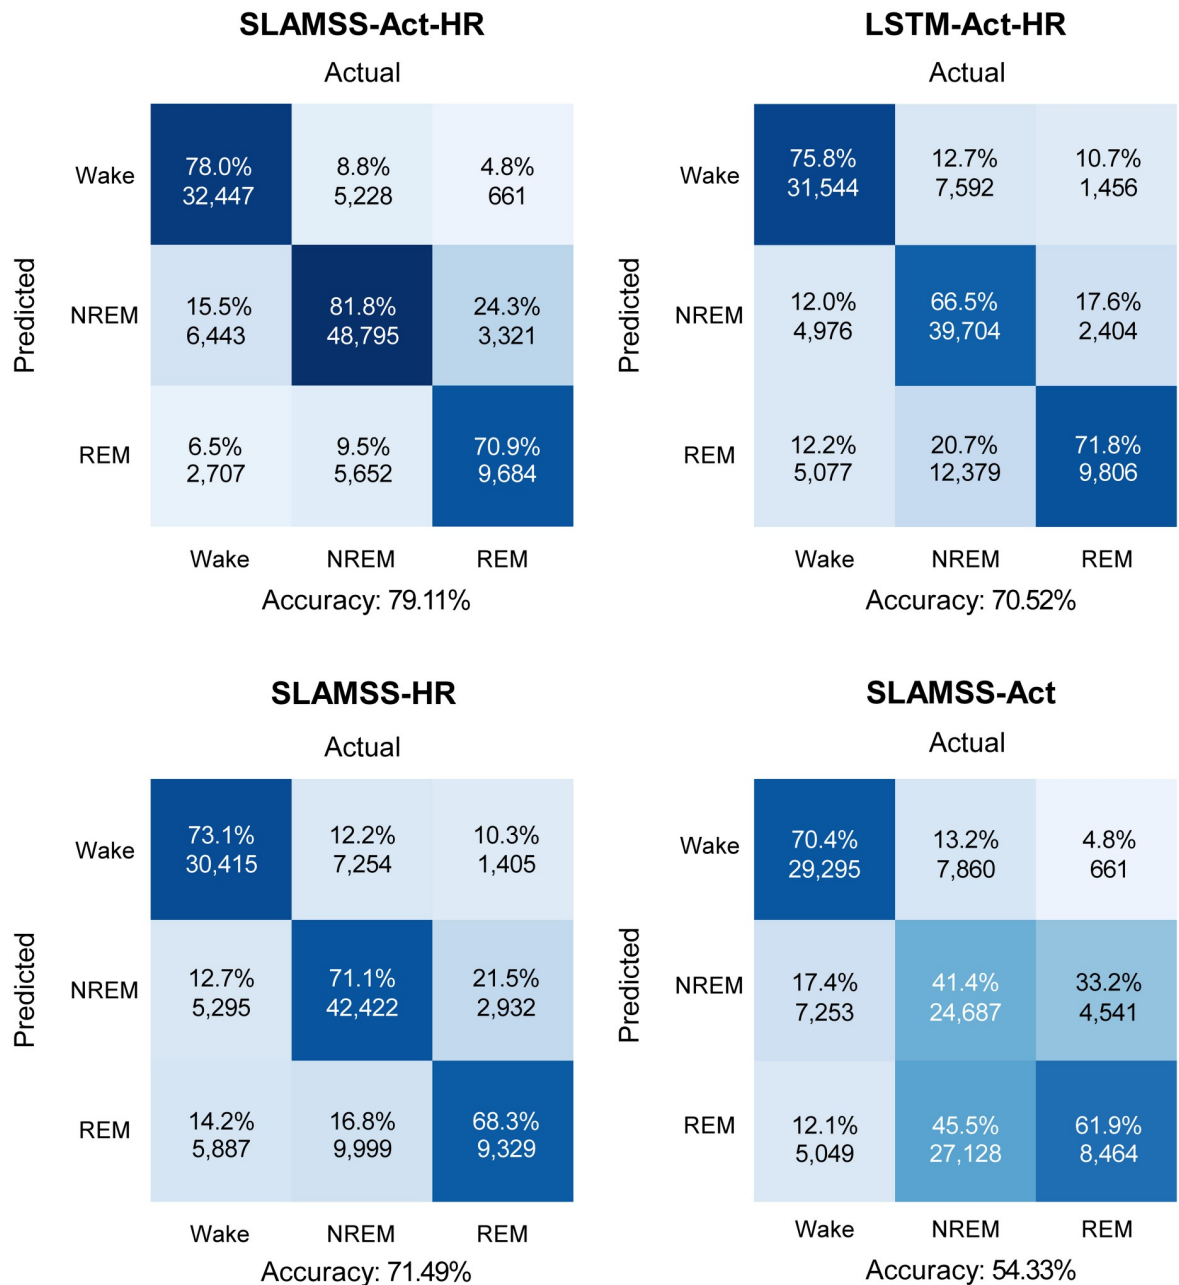 SLAMSS-Act-HR
Actual
Predicted
Wake
78.0%
32,447
8.8%
5,228
4.8%
661
NREM
15.5%
6,443
81.8%
48,795
24.3%
3,321
REM
6.5%
2,707
9.5%
5,652
70.9%
9,684
Wake NREM REM
Accuracy: 79.11%
LSTM-Act-HR
Actual
Wake
75.8%
31,544
12.7%
7,592
10.7%
1,456
NREM
12.0%
4,976
66.5%
39,704
17.6%
2,404
REM
12.2%
5,077
20.7%
12,379
71.8%
9,806
Predicted
Wake NREM REM
Accuracy: 70.52%
SLAMSS-HR
Actual
Predicted
Wake
73.1%
30,415
12.2%
7,254
10.3%
1,405
NREM
12.7%
5,295
71.1%
42,422
21.5%
2,932
REM
14.2%
5,887
16.8%
9,999
68.3%
9,329
Wake NREM REM
Accuracy: 71.49%
SLAMSS-Act
Actual
Predicted
Wake
70.4%
29,295
13.2%
7,860
4.8%
661
NREM
17.4%
7,253
41.4%
24,687
33.2%
4,541
REM
12.1%
5,049
45.5%
27,128
61.9%
8,464
Wake NREM REM
Accuracy: 54.33%